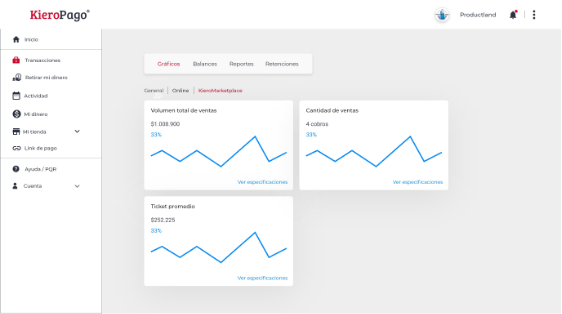 KieroPago
Productland
Inicio
Transacciones
Retirar mi dinero
Actividad
Mi dinero
Mi tienda
Link de pago
Ayuda / PQR
Cuenta
Gráficos Balances Reportes Retenciones
General | Online | KieroMarketplace
Volumen total de ventas
$1.008.900
33%
Ver especificaciones
Cantidad de ventas
4 cobros
33%
Ver especificaciones
Ticket promedio
$252.225
33%
Ver especificaciones